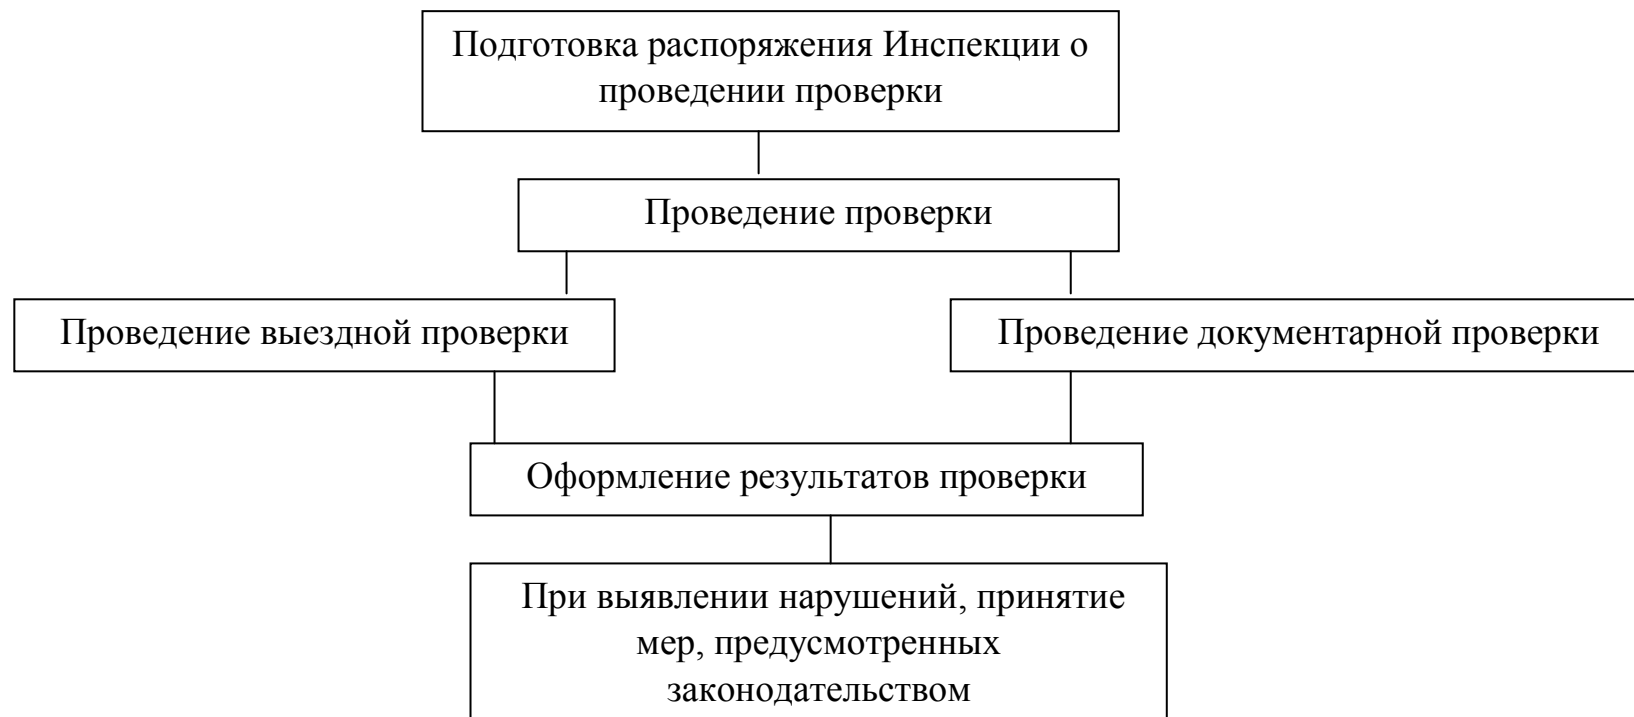 Подготовка распоряжения Инспекции о
проведении проверки
Проведение проверки
Проведение выездной проверки
Проведение документарной проверки
Оформление результатов проверки
При выявлении нарушений, принятие
мер, предусмотренных
законодательством